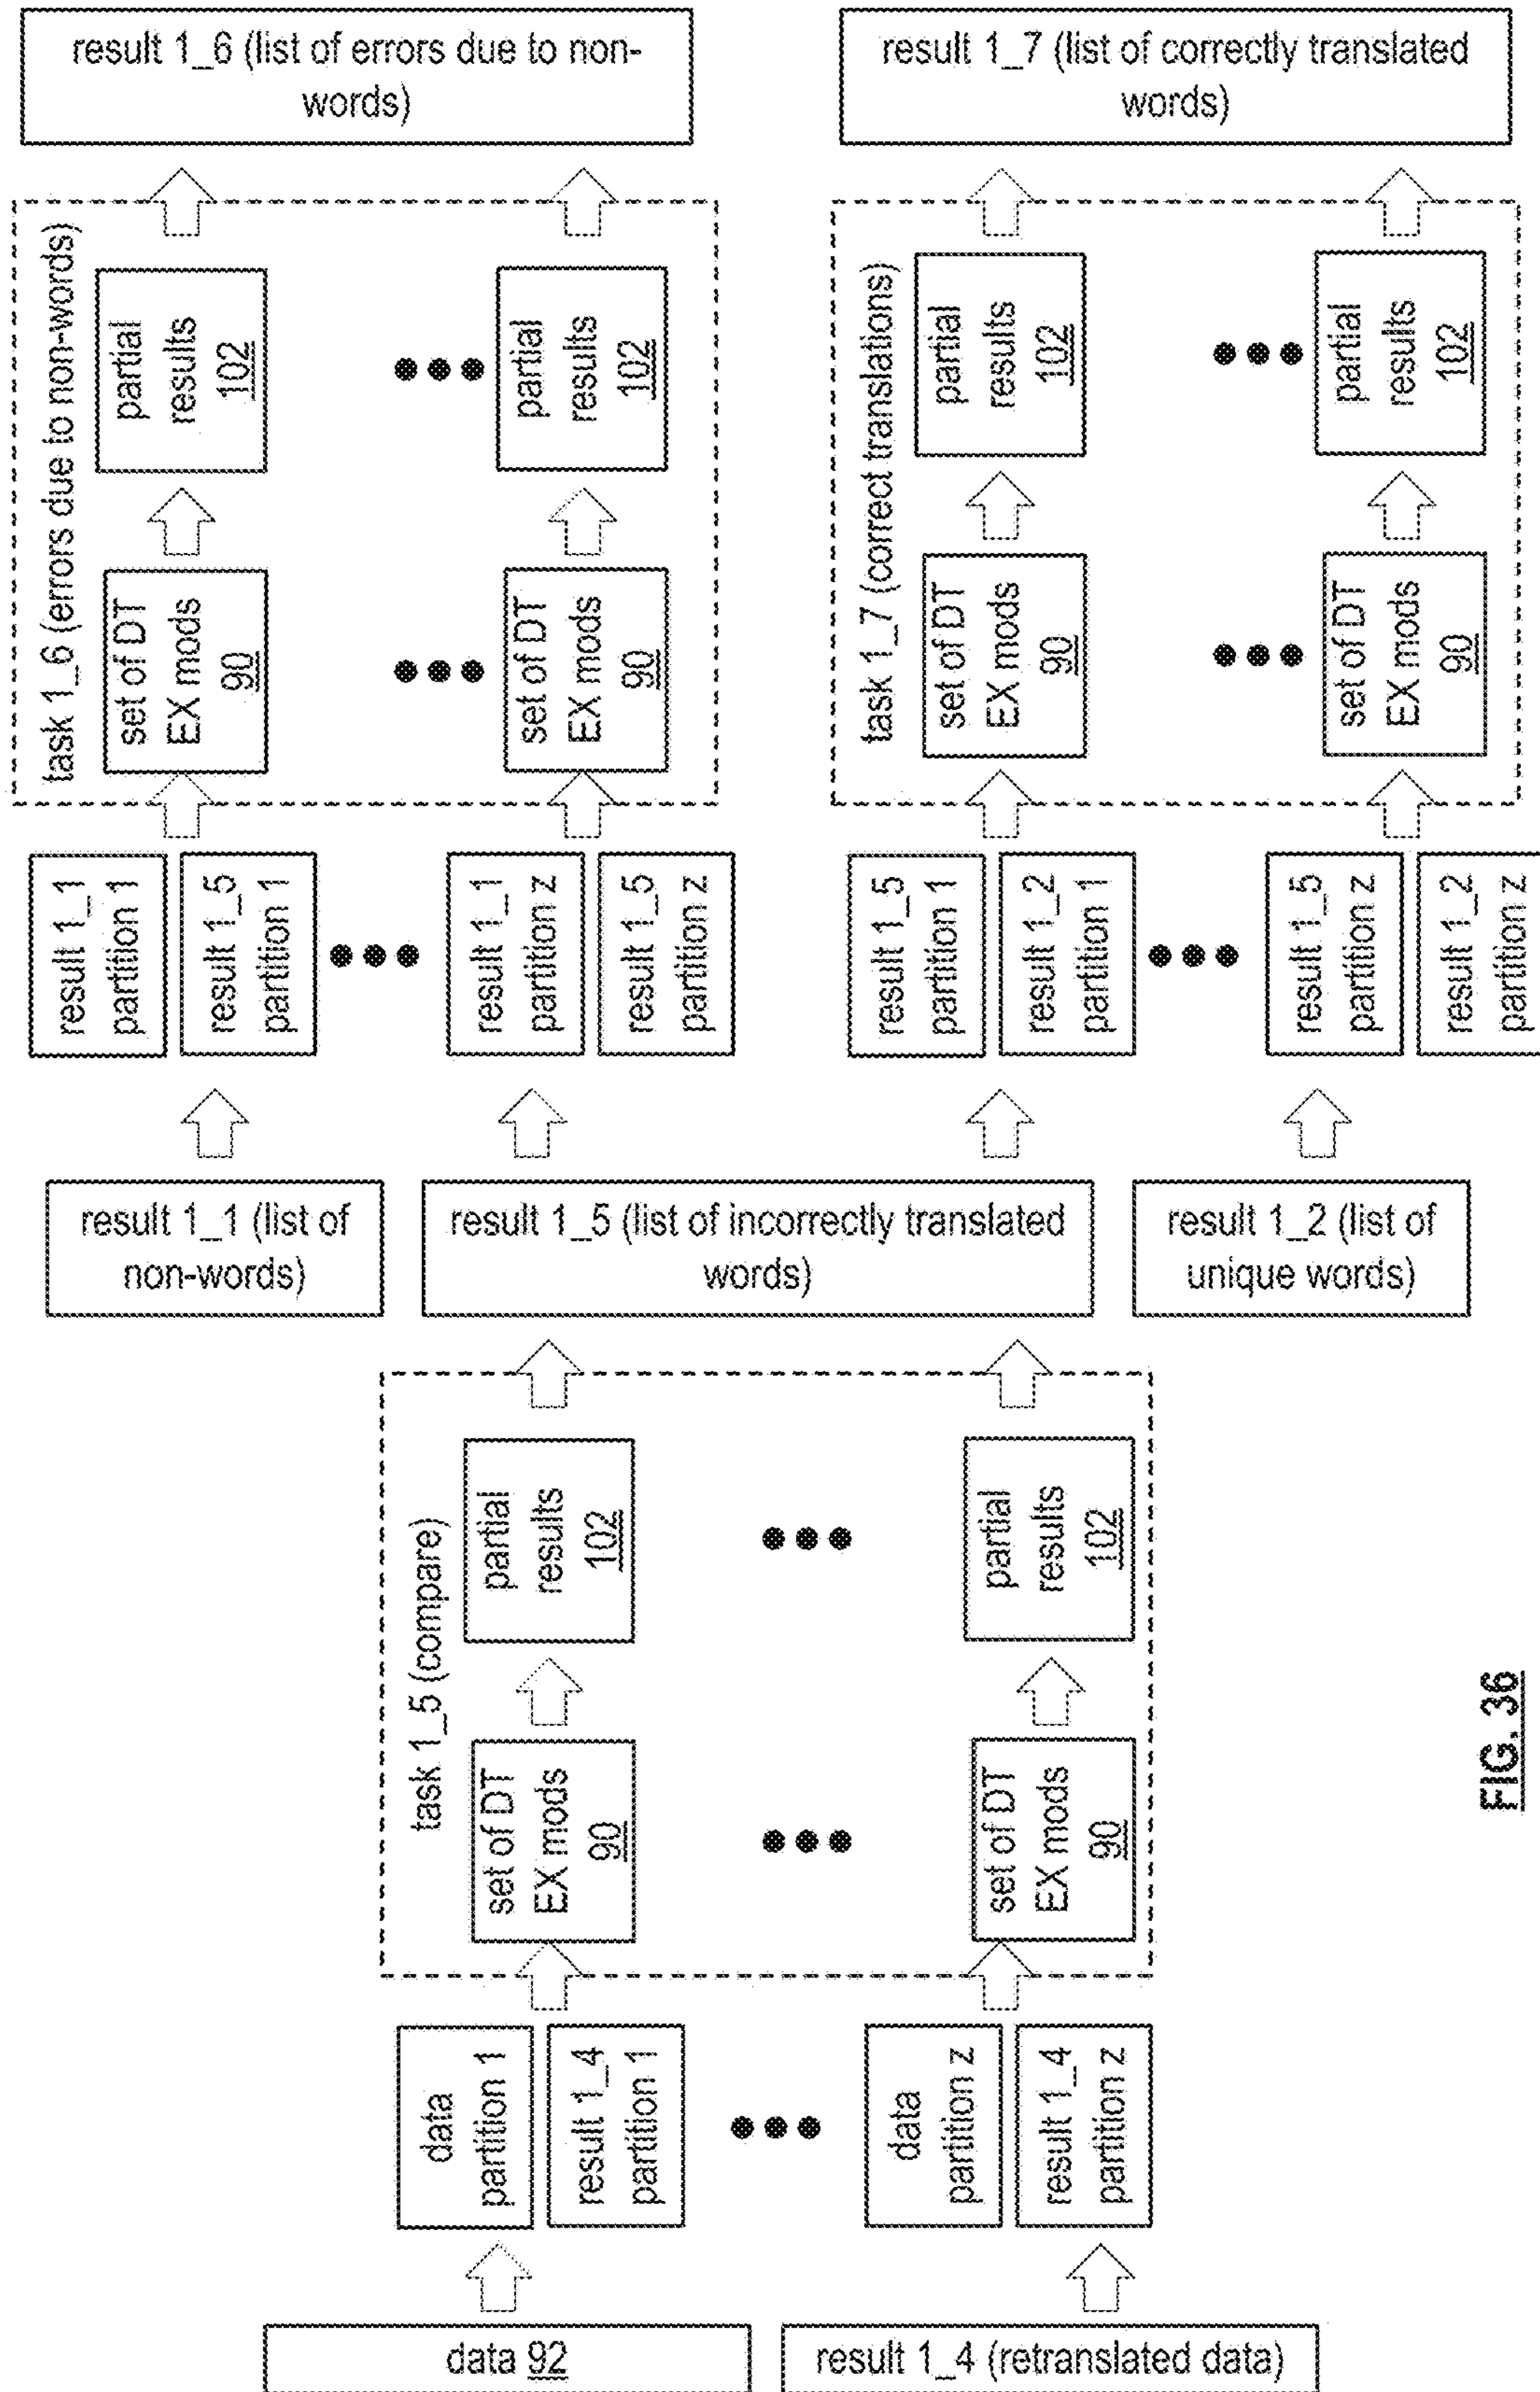 data 92
result 1_4 (retranslated data)
data
partition 1
result 1_4
partition 1
data
partition z
result 1_4
partition z
task 1_5 (compare)
set of DT
EX mods
90
partial
results
102
set of DT
EX mods
90
partial
results
102
result 1_1 (list of
non-words)
result 1_5 (list of incorrectly translated
words)
result 1_2 (list of
unique words)
result 1_1
partition 1
result 1_5
partition 1
result 1_1
partition z
result 1_5
partition z
task 1_6 (errors due to non-words)
set of DT
EX mods
90
partial
results
102
set of DT
EX mods
90
partial
results
102
result 1_6 (list of errors due to non-
words)
result 1_5
partition 1
result 1_2
partition 1
result 1_5
partition z
result 1_2
partition z
task 1_7 (correct translations)
set of DT
EX mods
90
partial
results
102
set of DT
EX mods
90
partial
results
102
result 1_7 (list of correctly translated
words)
FIG. 36